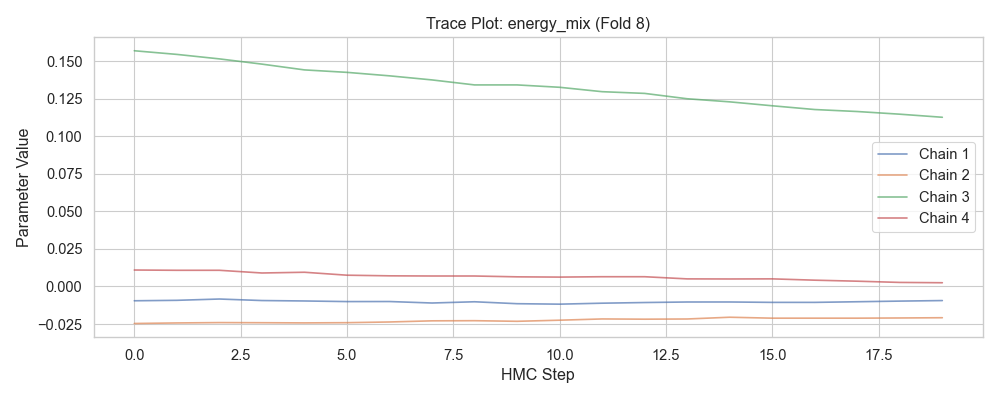 Trace Plot: energy_mix (Fold 8)
Parameter Value
0.150
0.125
0.100
0.075
0.050
0.025
0.000
−0.025
Chain 1
Chain 2
Chain 3
Chain 4
0.0 2.5 5.0 7.5 10.0 12.5 15.0 17.5
HMC Step